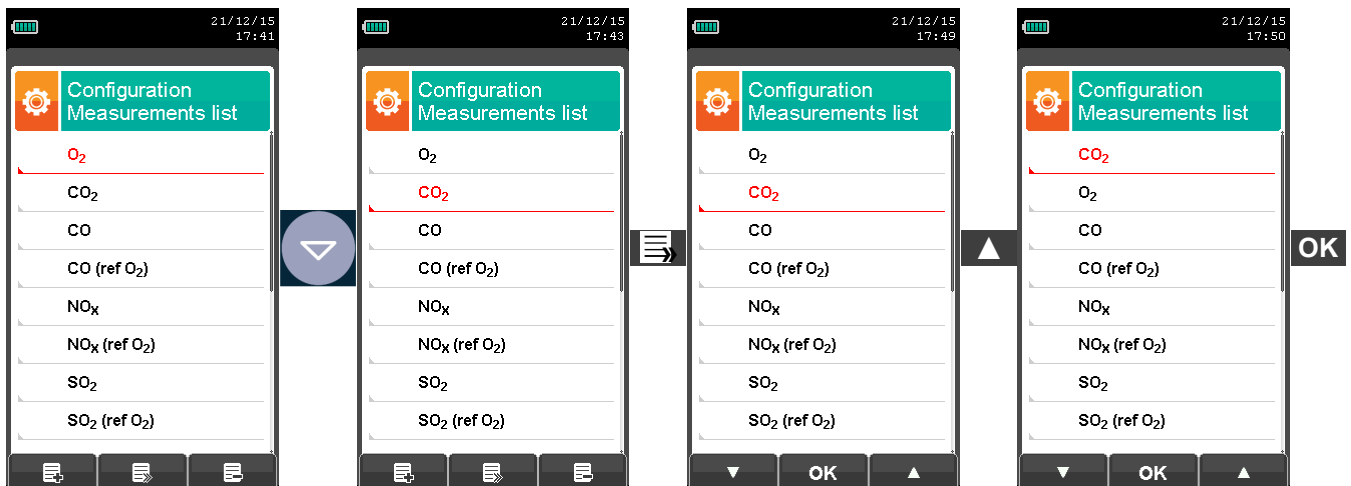 21/12/15
17:41
Configuration
Measurements list
O₂
CO₂
CO
CO (ref O₂)
NOₓ
NOₓ (ref O₂)
SO₂
SO₂ (ref O₂)
21/12/15
17:43
Configuration
Measurements list
O₂
CO₂
CO
CO (ref O₂)
NOₓ
NOₓ (ref O₂)
SO₂
SO₂ (ref O₂)
21/12/15
17:49
Configuration
Measurements list
O₂
CO₂
CO
CO (ref O₂)
NOₓ
NOₓ (ref O₂)
SO₂
SO₂ (ref O₂)
OK
21/12/15
17:50
Configuration
Measurements list
CO₂
O₂
CO
CO (ref O₂)
NOₓ
NOₓ (ref O₂)
SO₂
SO₂ (ref O₂)
OK
OK